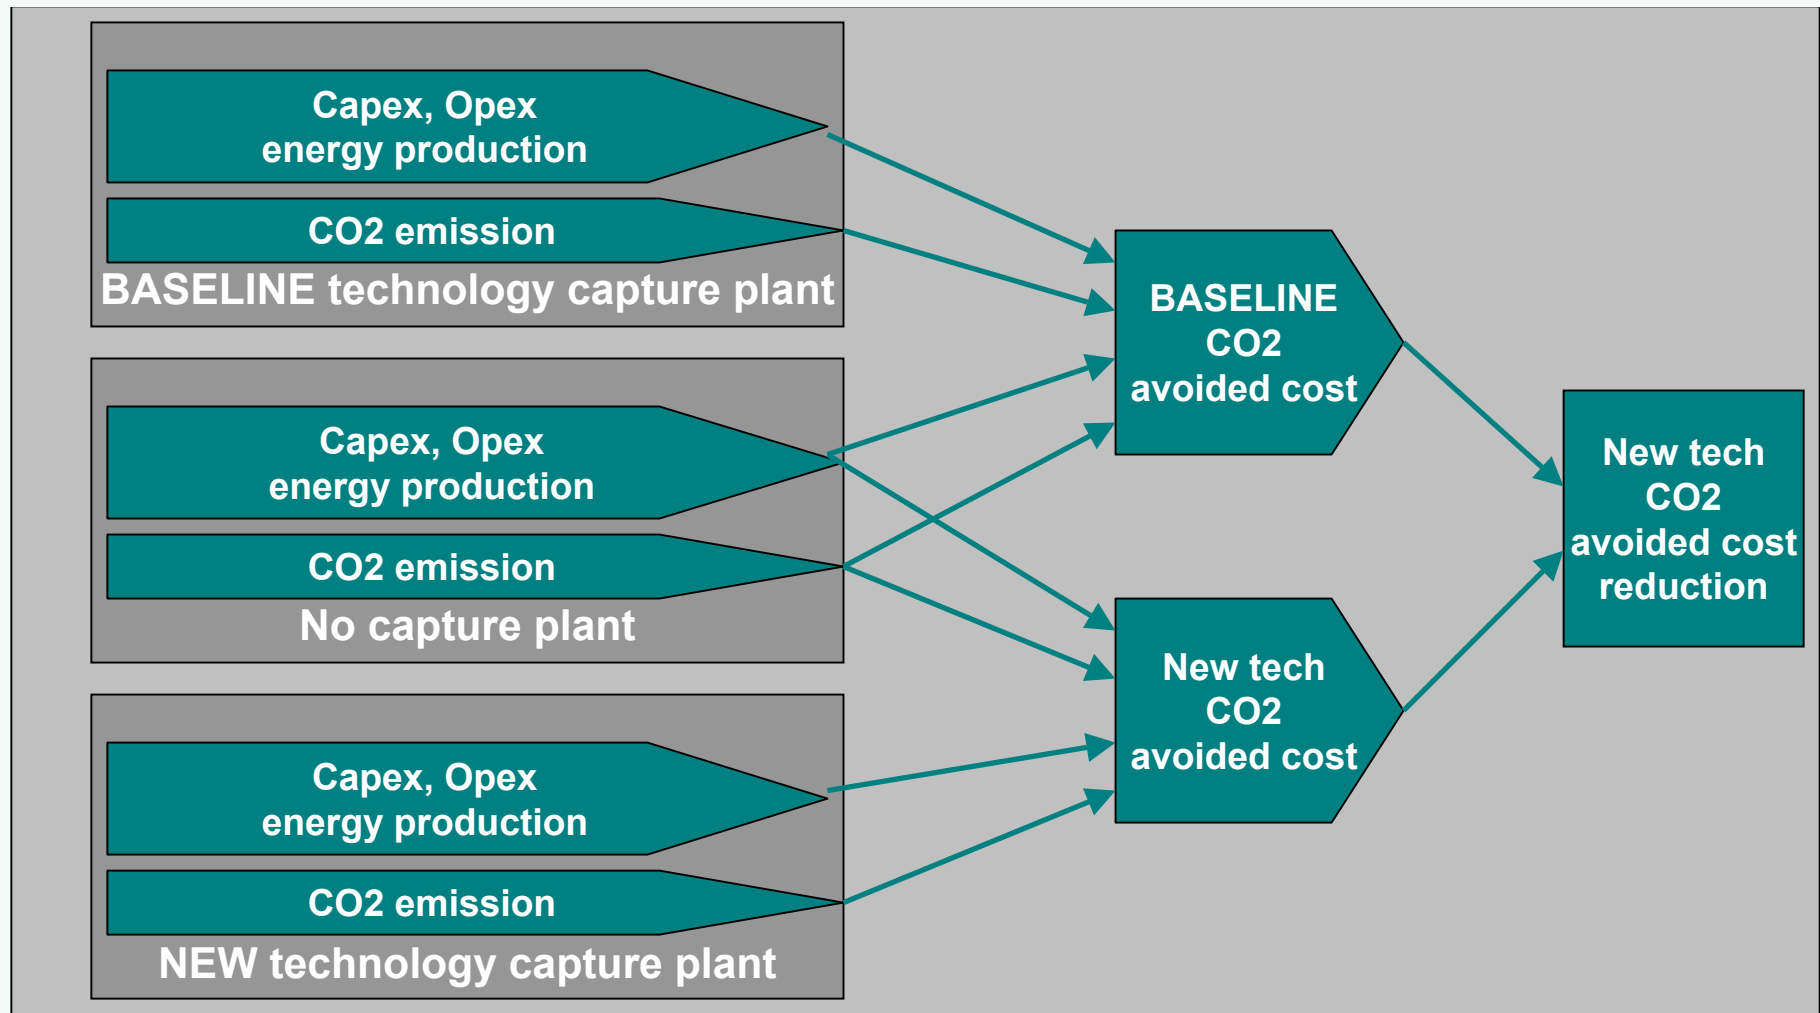 Capex, Opex
energy production
CO2 emission
BASELINE technology capture plant
Capex, Opex
energy production
CO2 emission
No capture plant
Capex, Opex
energy production
CO2 emission
NEW technology capture plant
BASELINE
CO2
avoided cost
New tech
CO2
avoided cost
New tech
CO2
avoided cost
reduction